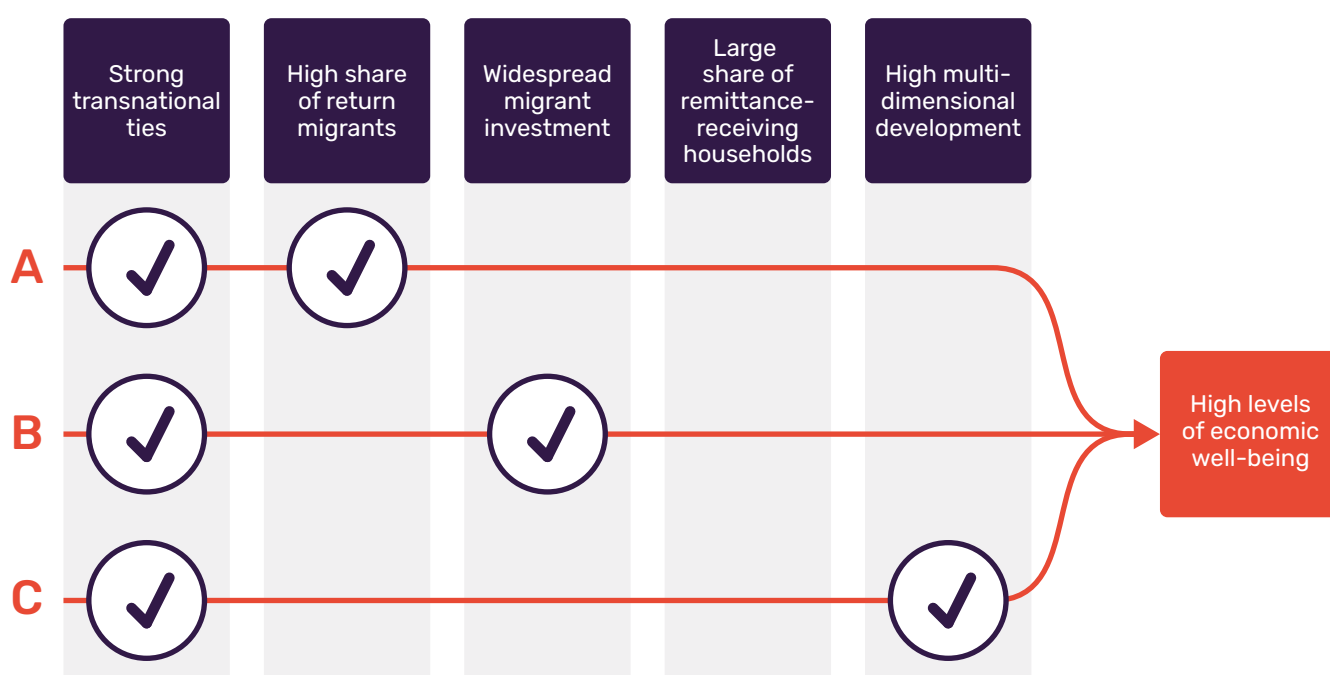 Strong
transnational
ties
High share
of return
migrants
Widespread
migrant
investment
Large
share of
remittance-
receiving
households
High multi-
dimensional
development
A
B
C
High levels
of economic
well-being